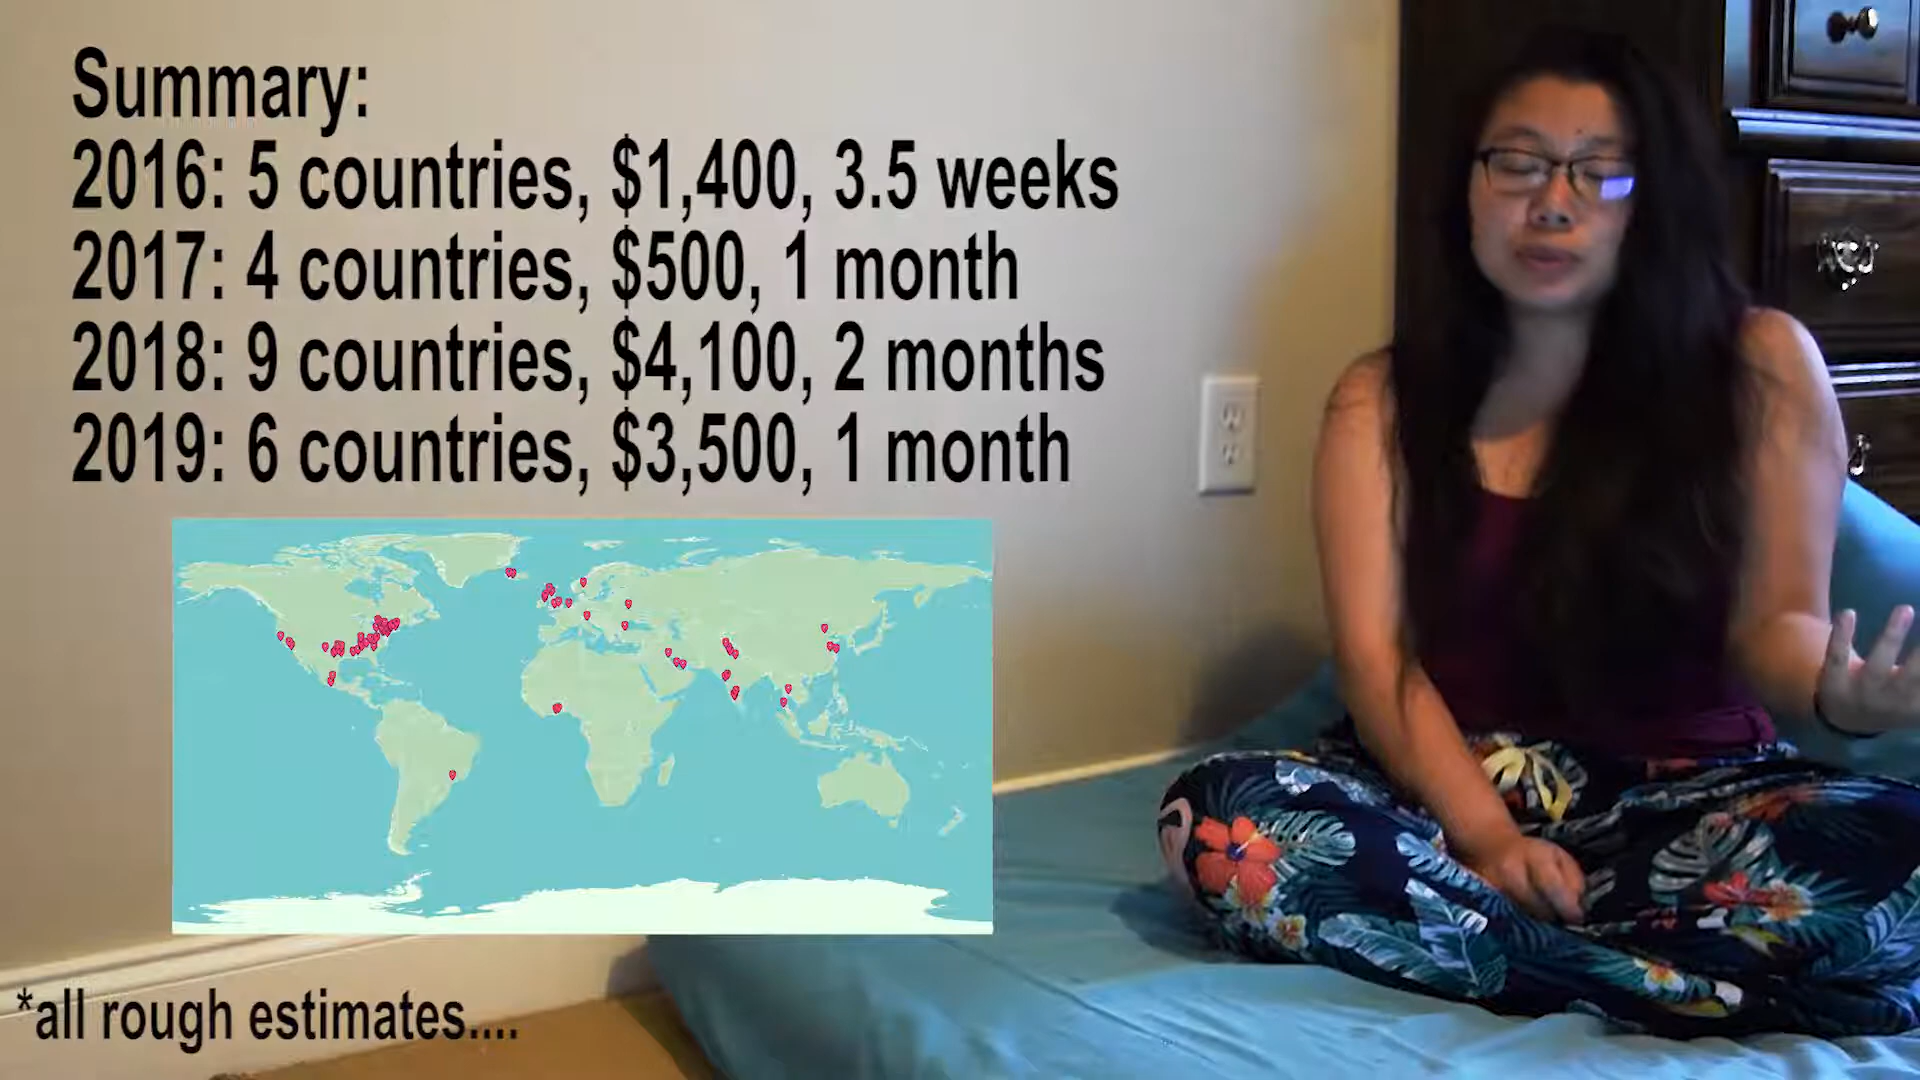 Summary:
2016: 5 countries, $1,400, 3.5 weeks
2017: 4 countries, $500, 1 month
2018: 9 countries, $4,100, 2 months
2019: 6 countries, $3,500, 1 month
*all rough estimates....